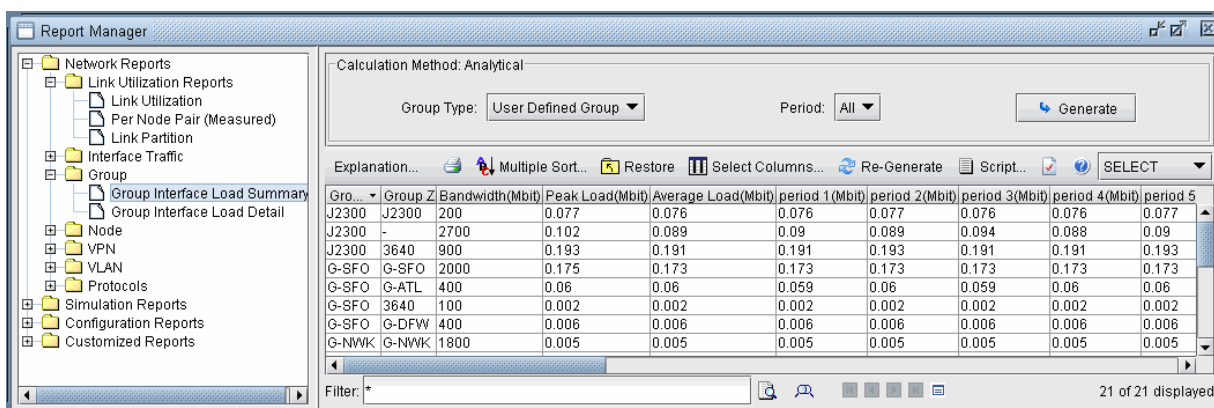 Report Manager
Network Reports
Link Utilization Reports
Link Utilization
Per Node Pair (Measured)
Link Partition
Interface Traffic
Group
Group Interface Load Summary
Group Interface Load Detail
Node
VPN
VLAN
Protocols
Simulation Reports
Configuration Reports
Customized Reports
Calculation Method: Analytical
Group Type: User Defined Group Period: All Generate
Explanation... Multiple Sort... Restore Select Columns... Re-Generate Script... SELECT
Gro... Group Z Bandwidth(Mbit) Peak Load(Mbit) Average Load(Mbit) period 1(Mbit) period 2(Mbit) period 3(Mbit) period 4(Mbit) period 5
J2300 J2300 200 0.077 0.076 0.076 0.077 0.076 0.076 0.077
J2300 - 2700 0.102 0.089 0.09 0.089 0.094 0.088 0.09
J2300 3640 900 0.193 0.191 0.191 0.193 0.191 0.191 0.193
G-SFO G-SFO 2000 0.175 0.173 0.173 0.173 0.173 0.173 0.173
G-SFO G-ATL 400 0.06 0.06 0.059 0.06 0.059 0.06 0.06
G-SFO 3640 100 0.002 0.002 0.002 0.002 0.002 0.002 0.002
G-SFO G-DFW 400 0.006 0.006 0.006 0.006 0.006 0.006 0.006
G-NWK G-NWK 1800 0.005 0.005 0.005 0.005 0.005 0.005 0.005
Filter: * 21 of 21 displayed